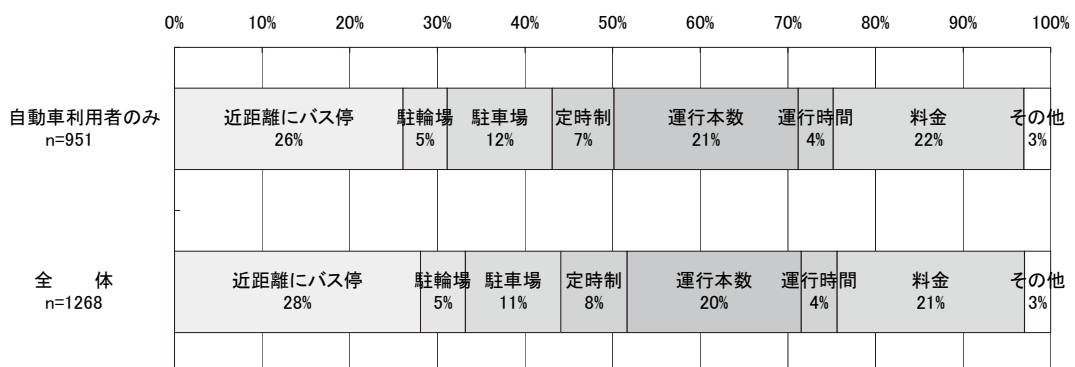 0% 10% 20% 30% 40% 50% 60% 70% 80% 90% 100%
自動車利用者のみ
n=951
近距離にバス停 駐輪場 駐車場 定時制 運行本数 運行時間 料金 その他
26% 5% 12% 7% 21% 4% 22% 3%
全 体
n=1268
近距離にバス停 駐輪場 駐車場 定時制 運行本数 運行時間 料金 その他
28% 5% 11% 8% 20% 4% 21% 3%